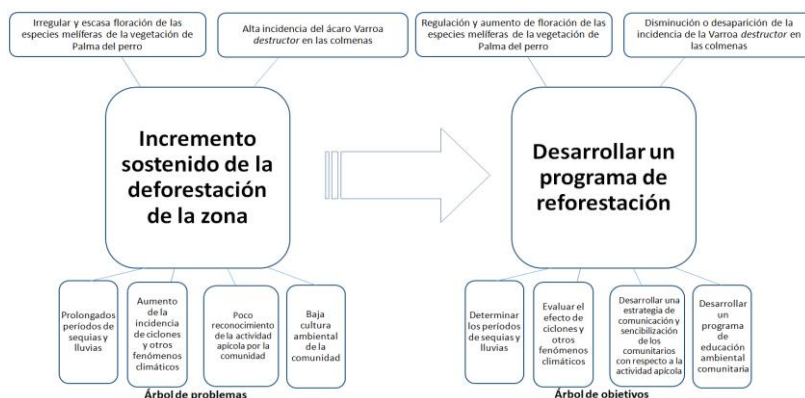 Irregular y escasa floración de las
especies melíferas de la vegetación de
Palma del perro
Alta incidencia del ácaro Varroa
destructor en las colmenas
Incremento
sostenido de la
deforestación
de la zona
Prolongados
períodos de
sequias y
lluvias
Aumento
de la
incidencia
de ciclones
y otros
fenómenos
climáticos
Poco
reconocimiento
de la actividad
apícola por la
comunidad
Baja
cultura
ambiental
de la
comunidad
Árbol de problemas
Regulación y aumento de floración de las
especies melíferas de la vegetación de
Palma del perro
Disminución o desaparición de la
incidencia de la Varroa destructor en
las colmenas
Desarrollar un
programa de
reforestación
Determinar
los períodos
de sequias y
lluvias
Evaluar el
efecto de
ciclones y
otros
fenómenos
climáticos
Desarrollar una
estrategia de
comunicación y
sencibilización
de los
comunitarios
con respecto a la
actividad apícola
Desarrollar
un
programa
de
educación
ambiental
comunitaria
Árbol de objetivos